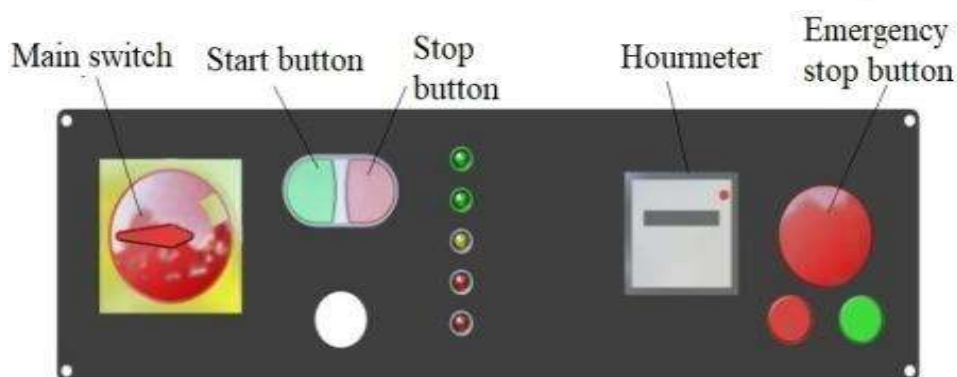 Main switch
Start button
Stop
button
Hourmeter
Emergency
stop button